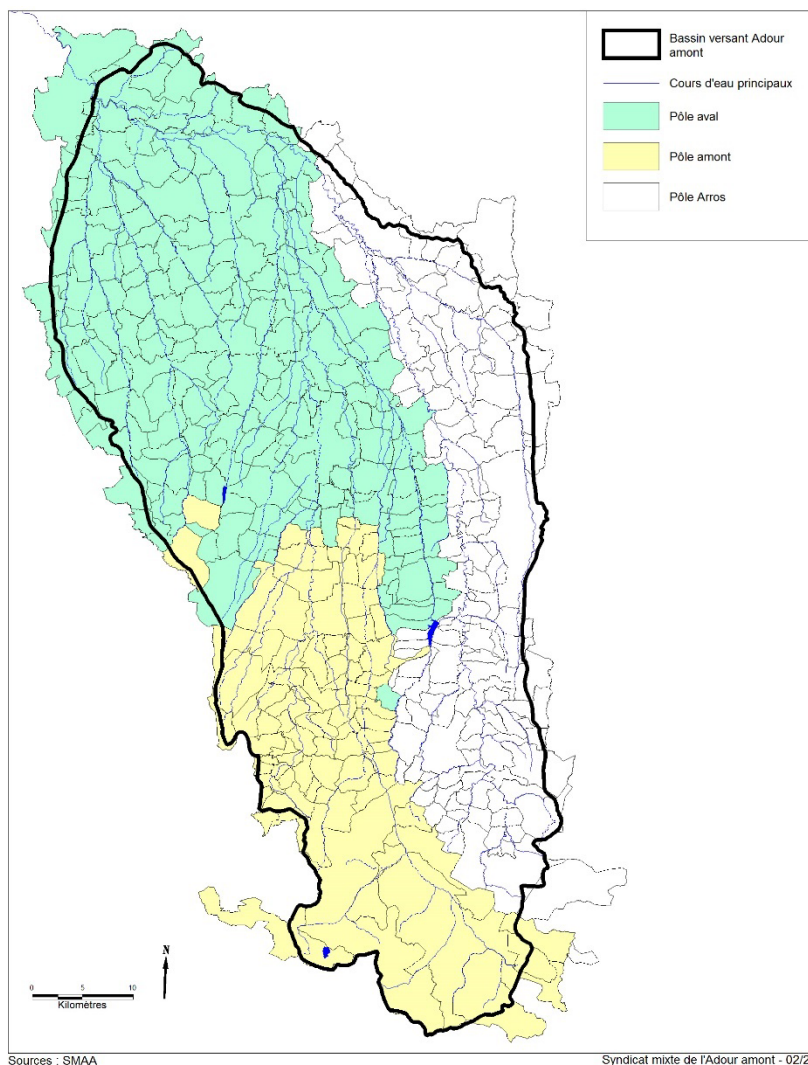 Bassin versant Adour
amont
Cours d'eau principaux
Pôle aval
Pôle amont
Pôle Arros
N
0 10
Kilomètres
Sources : SMAA
Syndicat mixte de l'Adour amont - 02/2